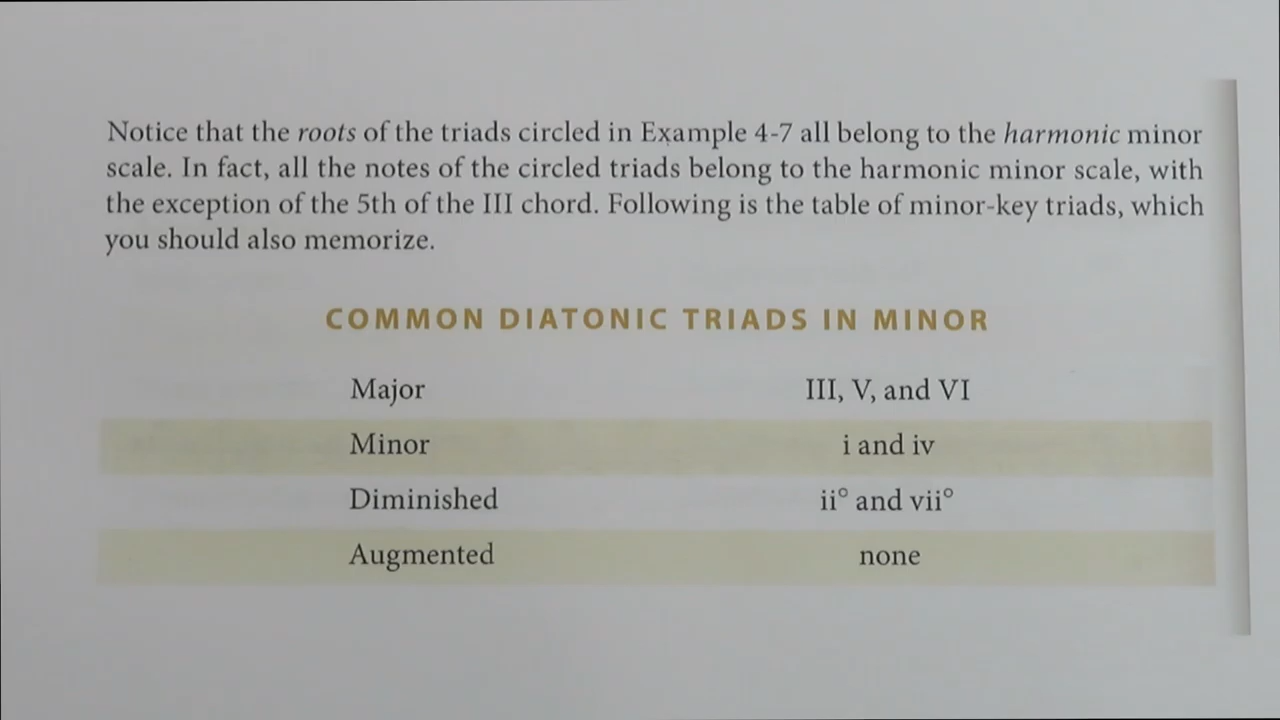 Notice that the roots of the triads circled in Example 4-7 all belong to the harmonic minor
scale. In fact, all the notes of the circled triads belong to the harmonic minor scale, with
the exception of the 5th of the III chord. Following is the table of minor-key triads, which
you should also memorize.
COMMON DIATONIC TRIADS IN MINOR
Major III, V, and VI
Minor i and iv
Diminished ii° and vii°
Augmented none